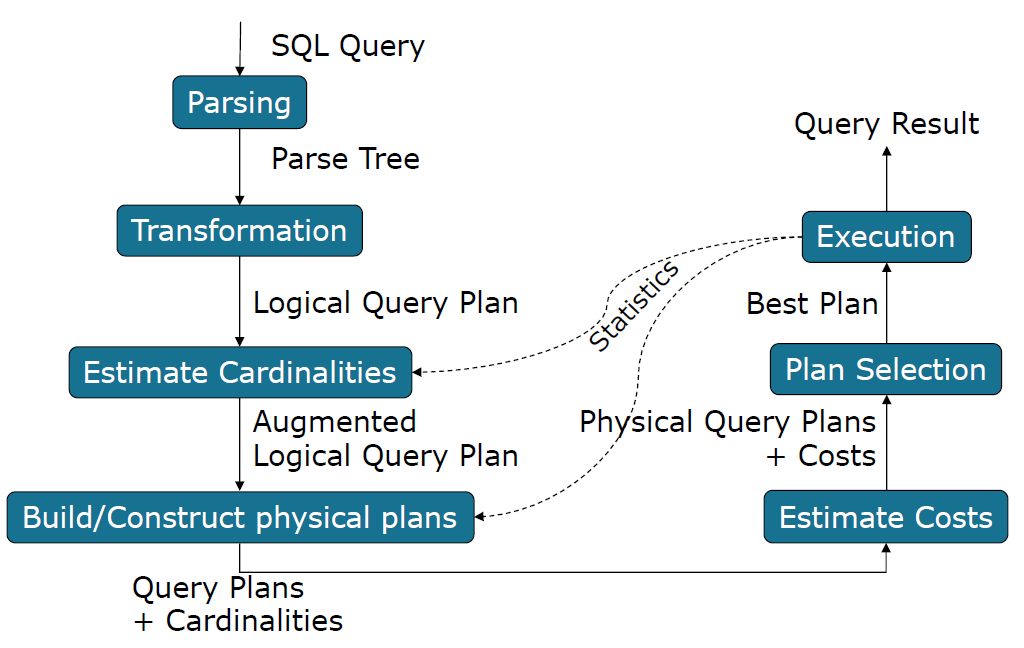 SQL Query
Parsing
Parse Tree
Transformation
Logical Query Plan
Estimate Cardinalities
Augmented
Logical Query Plan
Build/Construct physical plans
Query Plans
+ Cardinalities
Estimate Costs
Physical Query Plans
+ Costs
Plan Selection
Best Plan
Execution
Query Result
Statistics